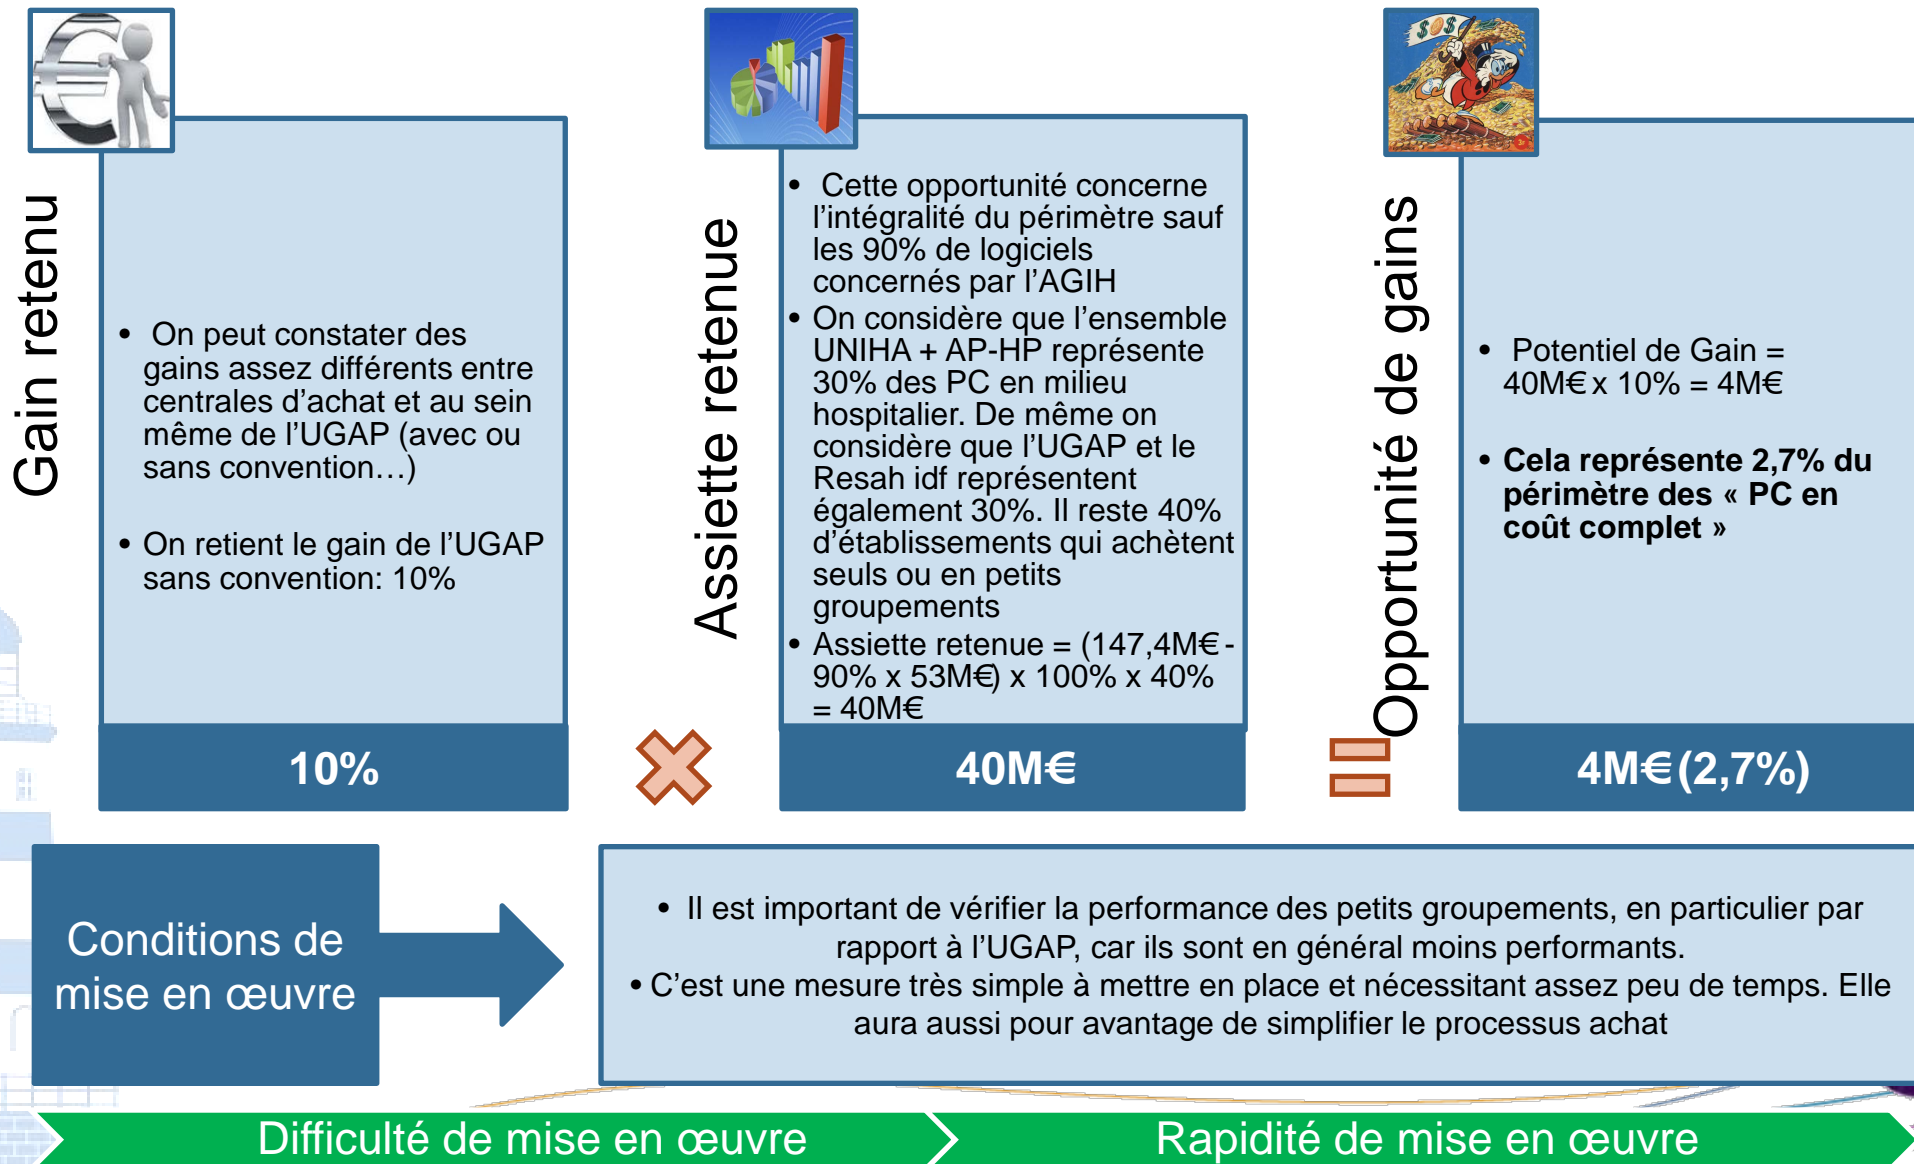 Gain retenu
• On peut constater des
gains assez différents entre
centrales d'achat et au sein
même de l'UGAP (avec ou
sans convention…)
• On retient le gain de l'UGAP
sans convention: 10%
10%
Assiette retenue
• Cette opportunité concerne
l'intégralité du périmètre sauf
les 90% de logiciels
concernés par l'AGIH
• On considère que l'ensemble
UNIHA + AP-HP représente
30% des PC en milieu
hospitalier. De même on
considère que l'UGAP et le
Resah idf représentent
également 30%. Il reste 40%
d'établissements qui achètent
seuls ou en petits
groupements
• Assiette retenue = (147,4M€ -
90% x 53M€) x 100% x 40%
= 40M€
40M€
$O$
Opportunité de gains
• Potentiel de Gain =
40M€ x 10% = 4M€
• Cela représente 2,7% du
périmètre des « PC en
coût complet »
4M€ (2,7%)
Conditions de
mise en œuvre
• Il est important de vérifier la performance des petits groupements, en particulier par
rapport à l'UGAP, car ils sont en général moins performants.
• C'est une mesure très simple à mettre en place et nécessitant assez peu de temps. Elle
aura aussi pour avantage de simplifier le processus achat
Difficulté de mise en œuvre
Rapidité de mise en œuvre